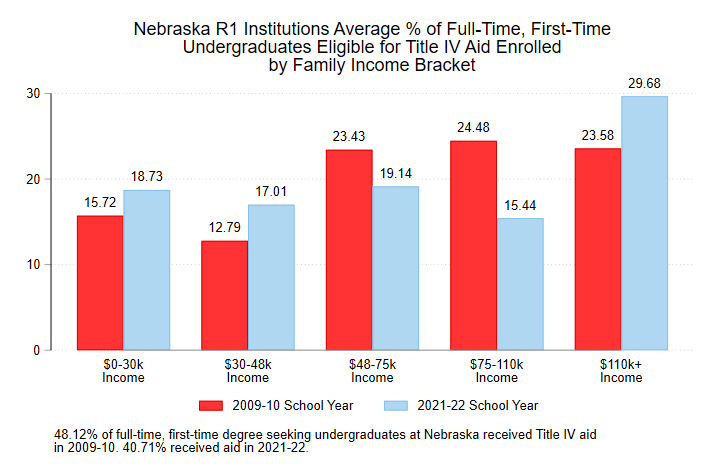 Nebraska R1 Institutions Average % of Full-Time, First-Time
Undergraduates Eligible for Title IV Aid Enrolled
by Family Income Bracket
30
20
10
0
15.72
18.73
12.79
17.01
23.43
19.14
24.48
15.44
23.58
29.68
$0-30k
Income
$30-48k
Income
$48-75k
Income
$75-110k
Income
$110k+
Income
2009-10 School Year
2021-22 School Year
48.12% of full-time, first-time degree seeking undergraduates at Nebraska received Title IV aid
in 2009-10. 40.71% received aid in 2021-22.